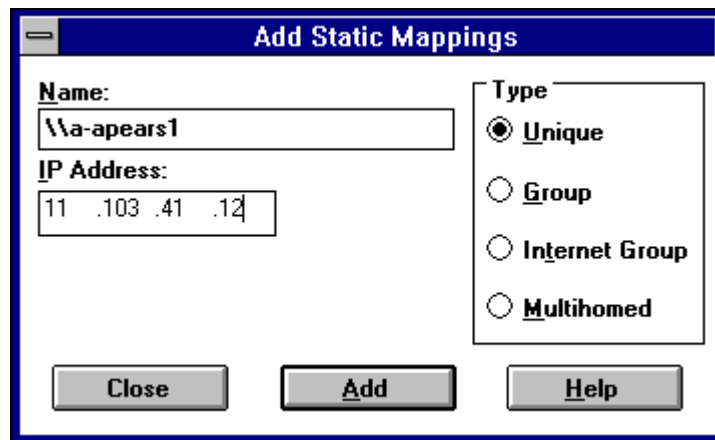 Add Static Mappings
Name:
\\a-apears1
IP Address:
11 .103 .41 .12
Type
Unique
Group
Internet Group
Multihomed
Close
Add
Help